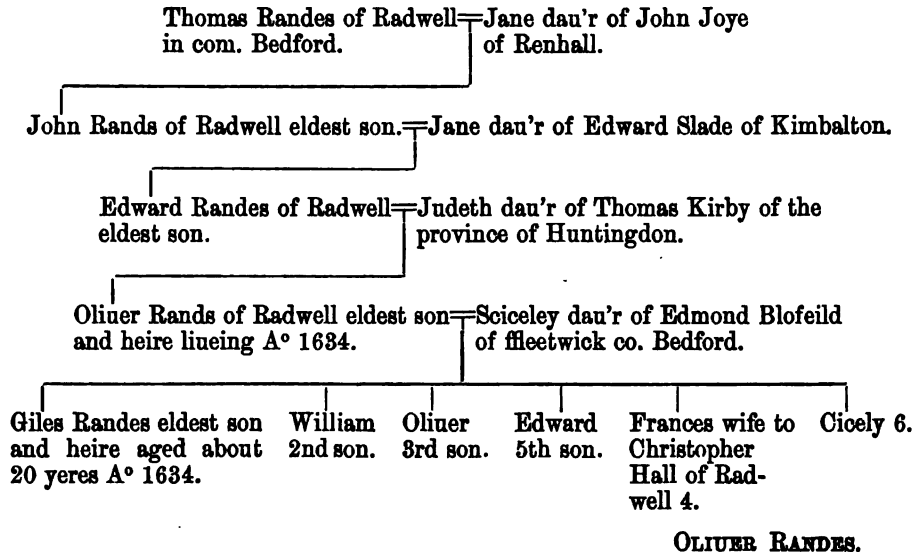 Thomas Randes of Radwell=Jane dau'r of John Joye
in com. Bedford. of Renhall.
John Rands of Radwell eldest son.=Jane dau'r of Edward Slade of Kimbalton.
Edward Randes of Radwell=Judeth dau'r of Thomas Kirby of the
eldest son. province of Huntingdon.
Oliuer Rands of Radwell eldest son=Sciceley dau'r of Edmond Blofeild
and heire liueing Aº 1634. of ffleetwick co. Bedford.
Giles Randes eldest son
and heire aged about
20 yeres Aº 1634.
William
2nd son.
Oliuer
3rd son.
Edward
5th son.
Frances wife to
Christopher
Hall of Rad-
well 4.
Cicely 6.
OLIUER RANDES.